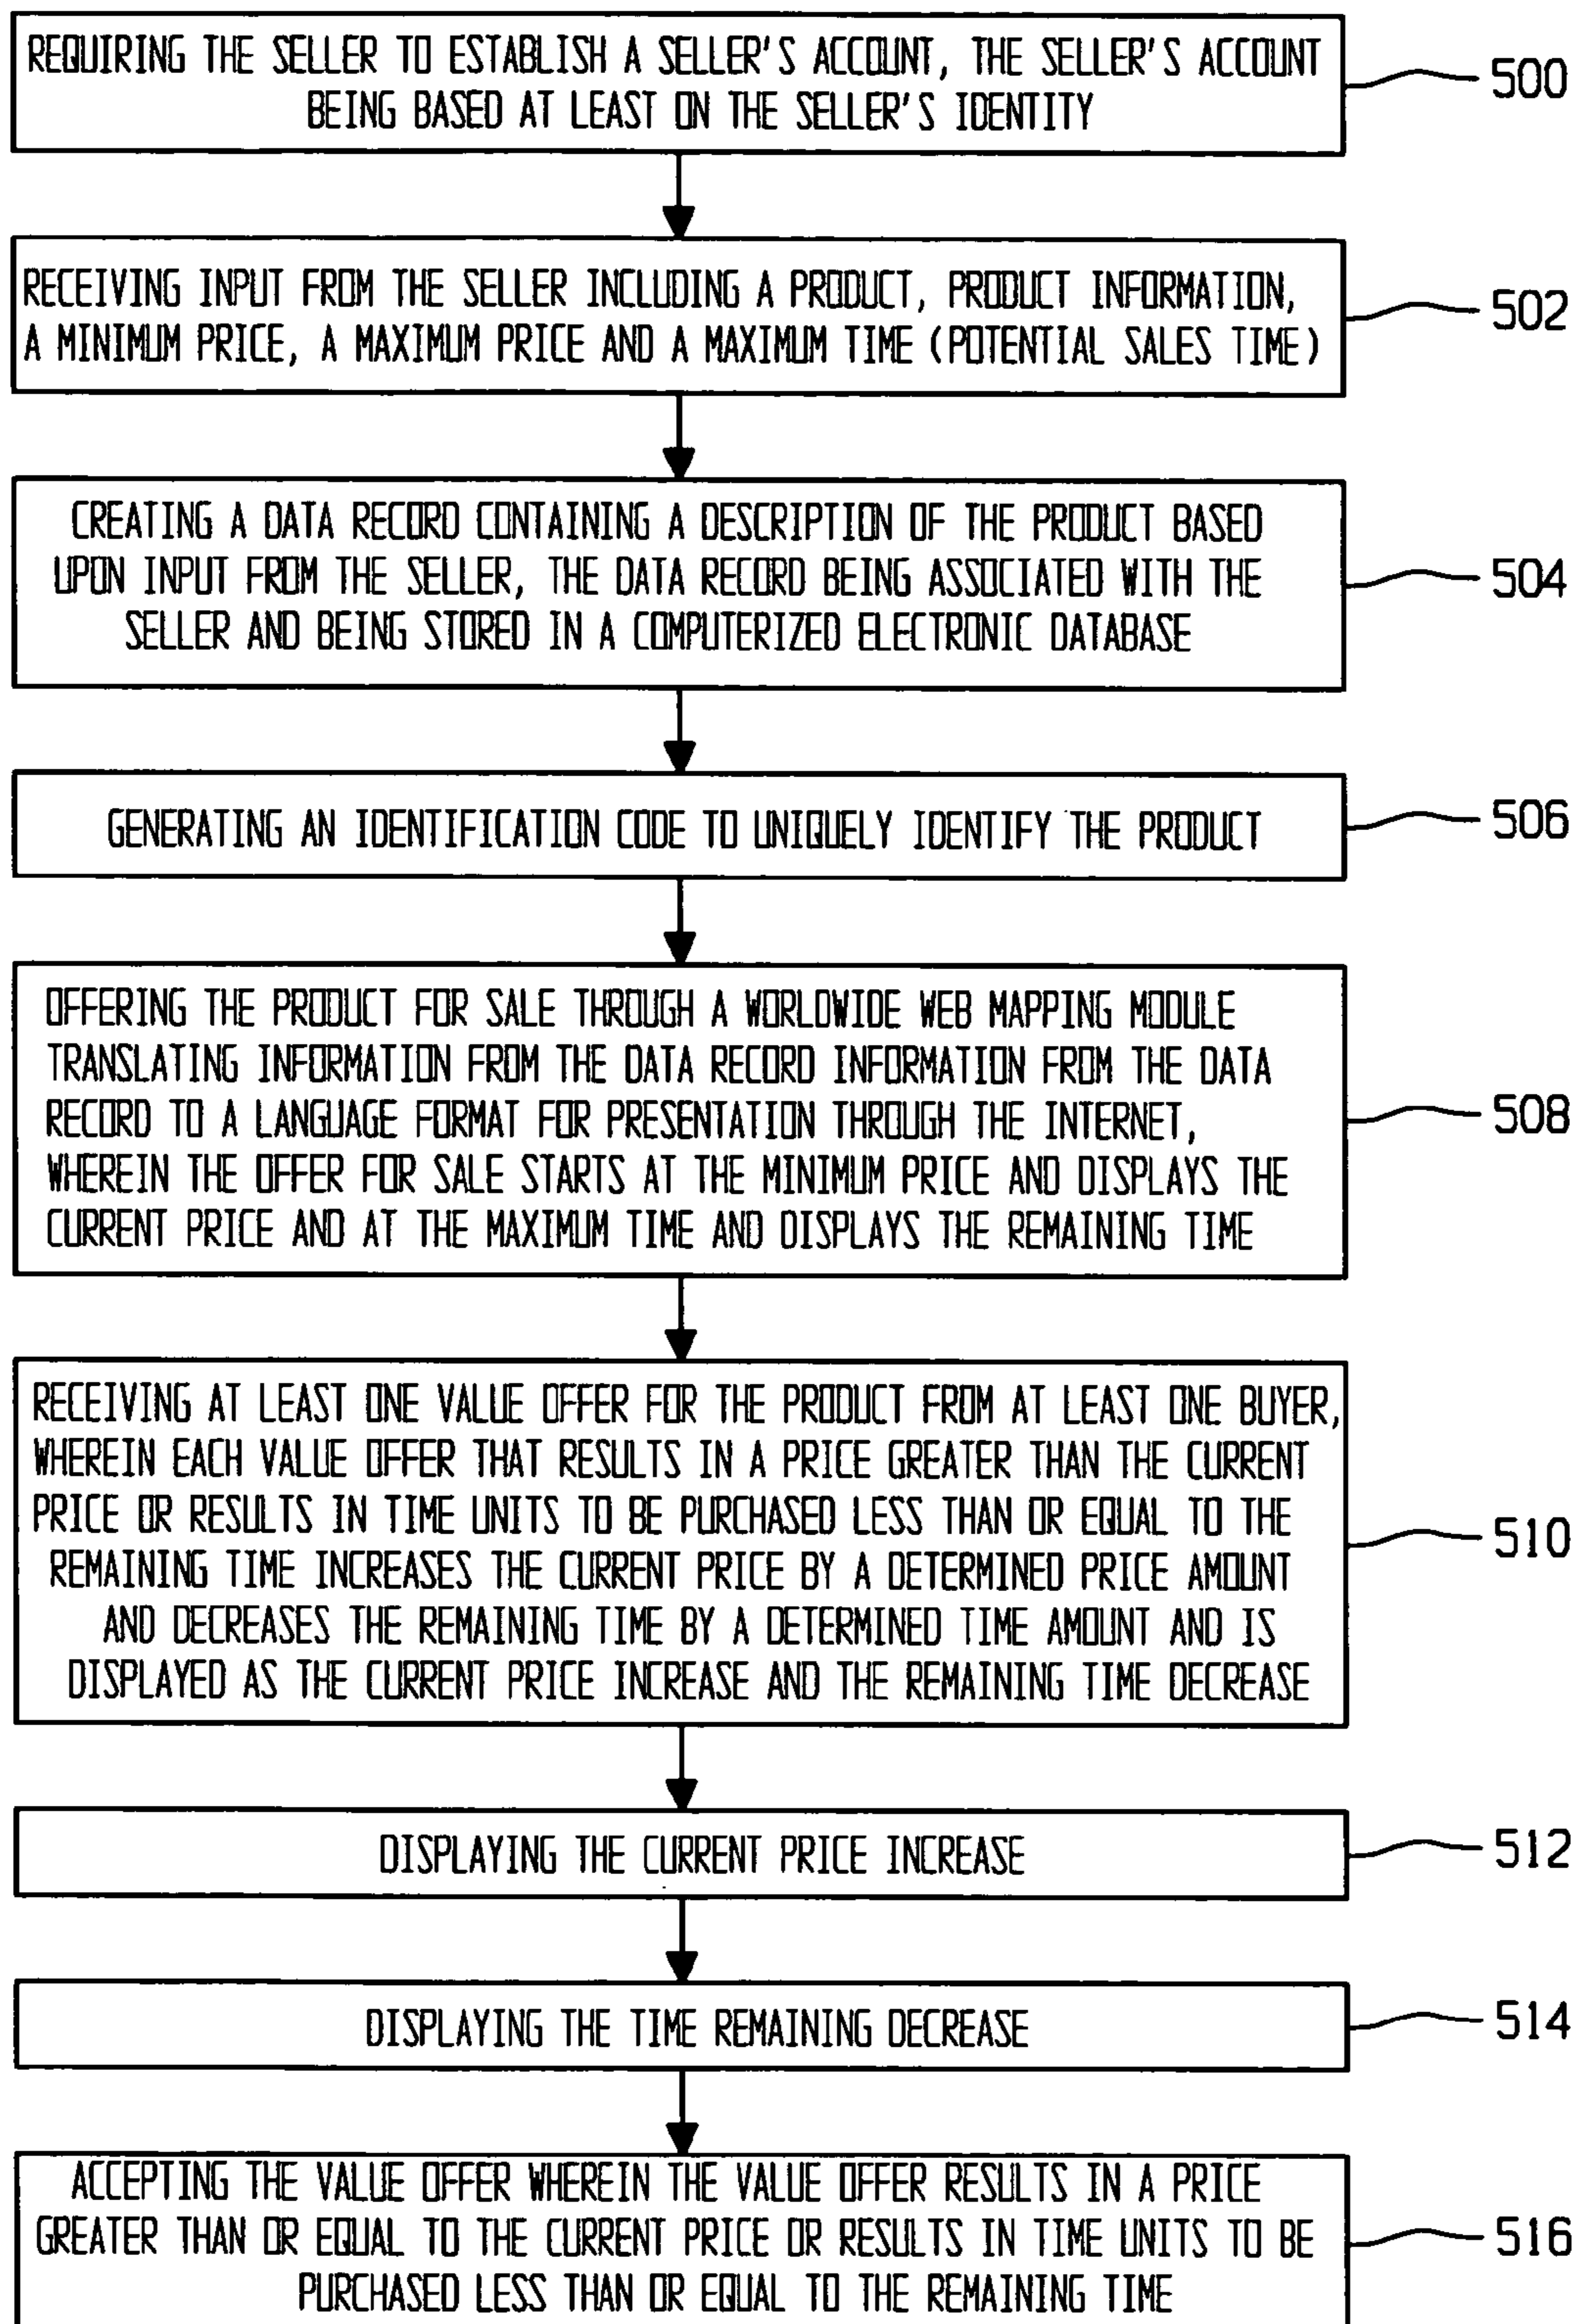 REQUIRING THE SELLER TO ESTABLISH A SELLER'S ACCOUNT, THE SELLER'S ACCOUNT
BEING BASED AT LEAST ON THE SELLER'S IDENTITY
500
RECEIVING INPUT FROM THE SELLER INCLUDING A PRODUCT, PRODUCT INFORMATION,
A MINIMUM PRICE, A MAXIMUM PRICE AND A MAXIMUM TIME (POTENTIAL SALES TIME)
502
CREATING A DATA RECORD CONTAINING A DESCRIPTION OF THE PRODUCT BASED
UPON INPUT FROM THE SELLER, THE DATA RECORD BEING ASSOCIATED WITH THE
SELLER AND BEING STORED IN A COMPUTERIZED ELECTRONIC DATABASE
504
GENERATING AN IDENTIFICATION CODE TO UNIQUELY IDENTIFY THE PRODUCT
506
OFFERING THE PRODUCT FOR SALE THROUGH A WORLDWIDE WEB MAPPING MODULE
TRANSLATING INFORMATION FROM THE DATA RECORD INFORMATION FROM THE DATA
RECORD TO A LANGUAGE FORMAT FOR PRESENTATION THROUGH THE INTERNET,
WHEREIN THE OFFER FOR SALE STARTS AT THE MINIMUM PRICE AND DISPLAYS THE
CURRENT PRICE AND AT THE MAXIMUM TIME AND DISPLAYS THE REMAINING TIME
508
RECEIVING AT LEAST ONE VALUE OFFER FOR THE PRODUCT FROM AT LEAST ONE BUYER,
WHEREIN EACH VALUE OFFER THAT RESULTS IN A PRICE GREATER THAN THE CURRENT
PRICE OR RESULTS IN TIME UNITS TO BE PURCHASED LESS THAN OR EQUAL TO THE
REMAINING TIME INCREASES THE CURRENT PRICE BY A DETERMINED PRICE AMOUNT
AND DECREASES THE REMAINING TIME BY A DETERMINED TIME AMOUNT AND IS
DISPLAYED AS THE CURRENT PRICE INCREASE AND THE REMAINING TIME DECREASE
510
DISPLAYING THE CURRENT PRICE INCREASE
512
DISPLAYING THE TIME REMAINING DECREASE
514
ACCEPTING THE VALUE OFFER WHEREIN THE VALUE OFFER RESULTS IN A PRICE
GREATER THAN OR EQUAL TO THE CURRENT PRICE OR RESULTS IN TIME UNITS TO BE
PURCHASED LESS THAN OR EQUAL TO THE REMAINING TIME
516